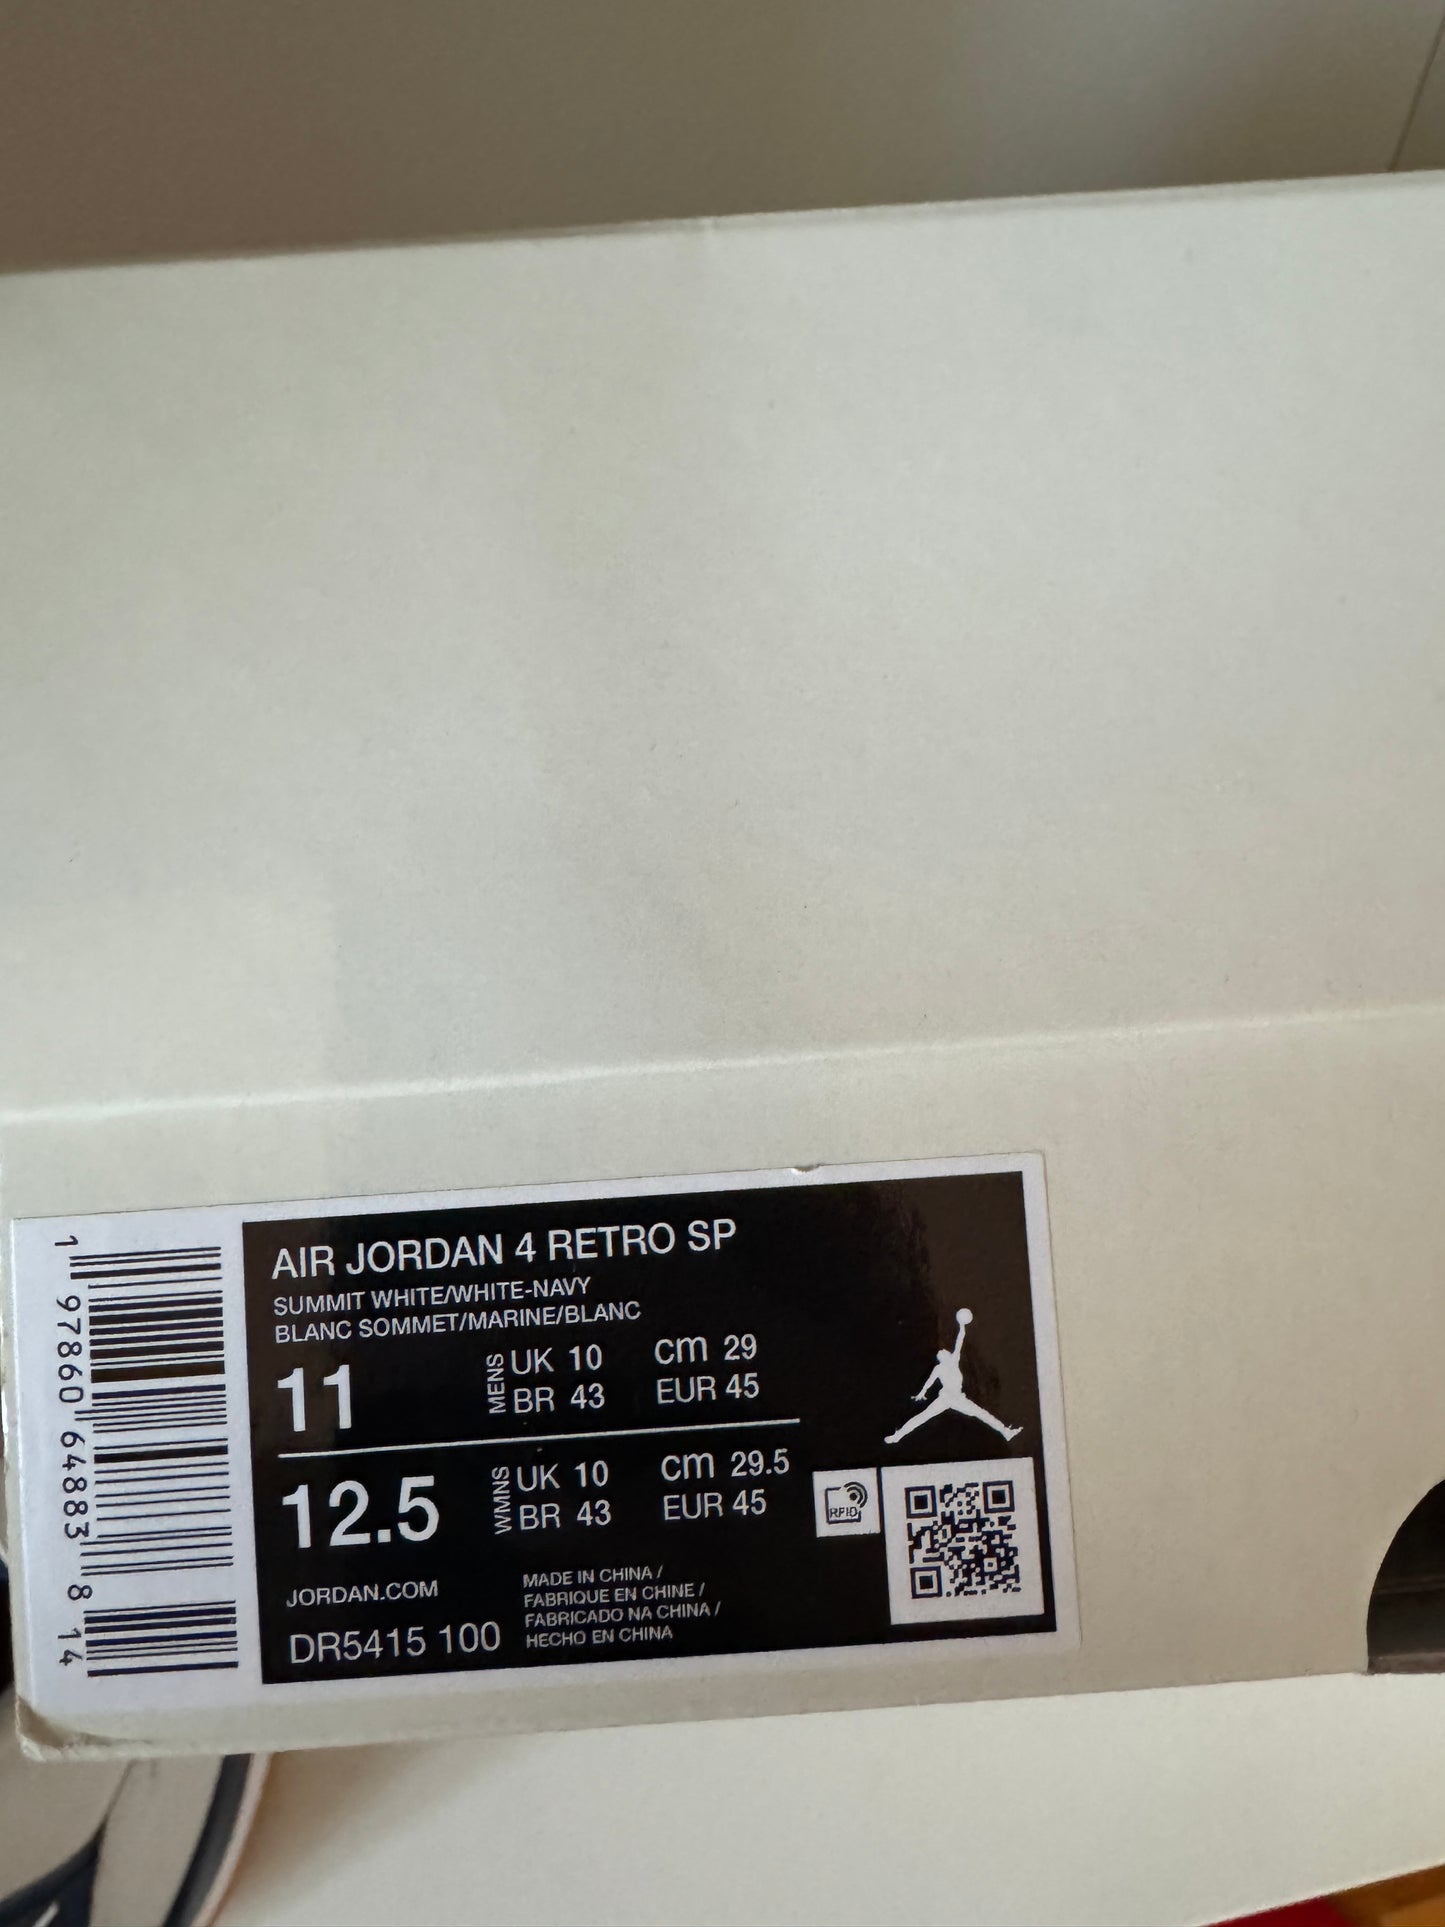 AIR JORDAN 4 RETRO SP
SUMMIT WHITE/WHITE-NAVY
BLANC SOMMET/MARINE/BLANC
11 MENS UK 10 cm 29
BR 43 EUR 45
12.5 WMNS UK 10 cm 29.5
BR 43 EUR 45
RFID
JORDAN.COM
DR5415 100
MADE IN CHINA /
FABRIQUE EN CHINE /
FABRICADO NA CHINA /
HECHO EN CHINA
1 97860 64883 8 14